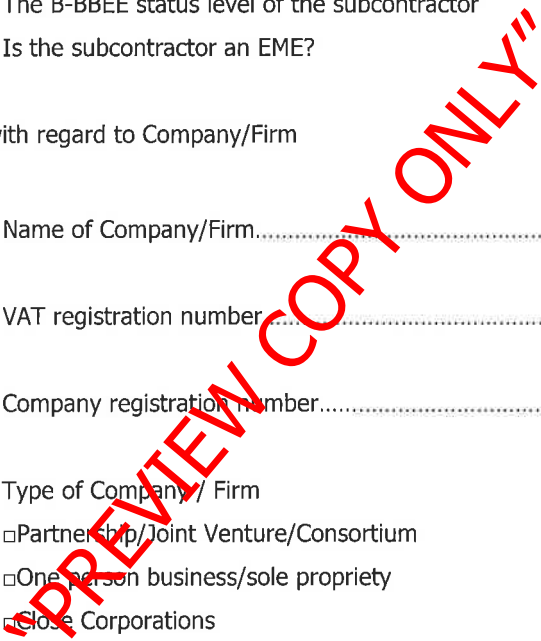 The B-BBEE status level of the subcontractor
Is the subcontractor an EME?
ith regard to Company/Firm
Name of Company/Firm..............................................
VAT registration number..............................................
Company registration number..............................................
Type of Company / Firm
□Partnership/Joint Venture/Consortium
□One person business/sole propriety
□Close Corporations
"PREVIEW COPY ONLY"